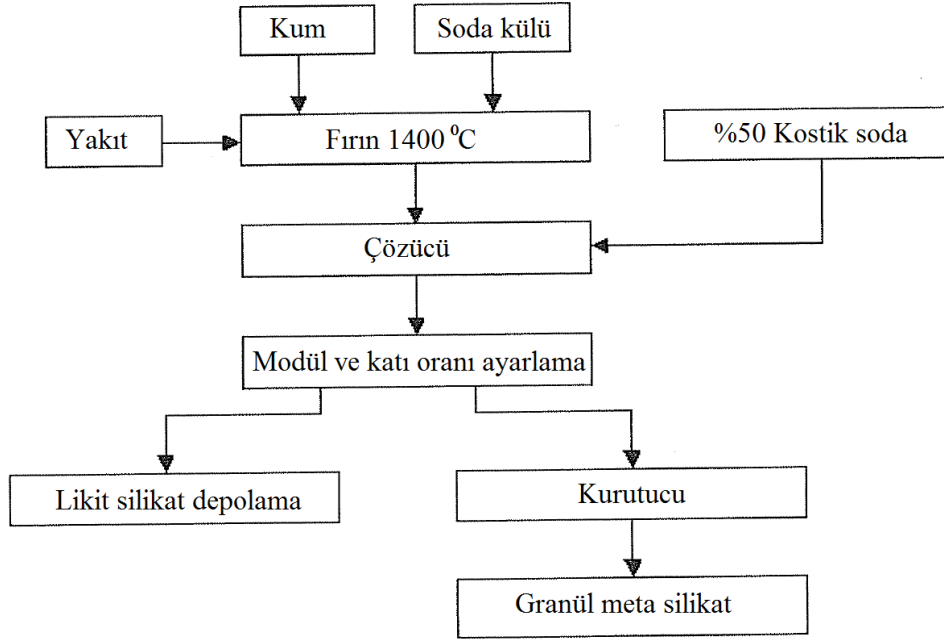 Kum
Soda külü
Yakıt
Fırın 1400 ⁰C
%50 Kostik soda
Çözücü
Modül ve katı oranı ayarlama
Likit silikat depolama
Kurutucu
Granül meta silikat